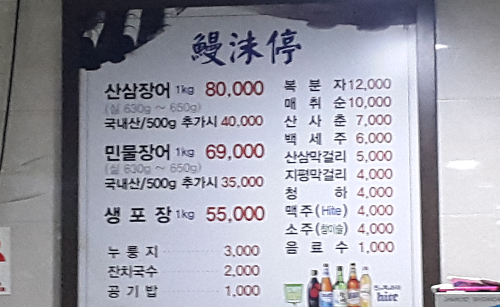 鰻沫停
산삼장어 1kg 80,000
(실 630g ~ 650g)
국내산/500g 추가시 40,000
민물장어 1kg 69,000
(실 630g ~ 650g)
국내산/500g 추가시 35,000
생 포 장 1kg 55,000
누 룽 지 3,000
잔치국수 2,000
공 기 밥 1,000
복 분 자 12,000
매 취 순 10,000
산 사 춘 7,000
백 세 주 6,000
산삼막걸리 5,000
지평막걸리 4,000
청 하 4,000
맥주(Hite) 4,000
소주(참이슬) 4,000
음 료 수 1,000
hite